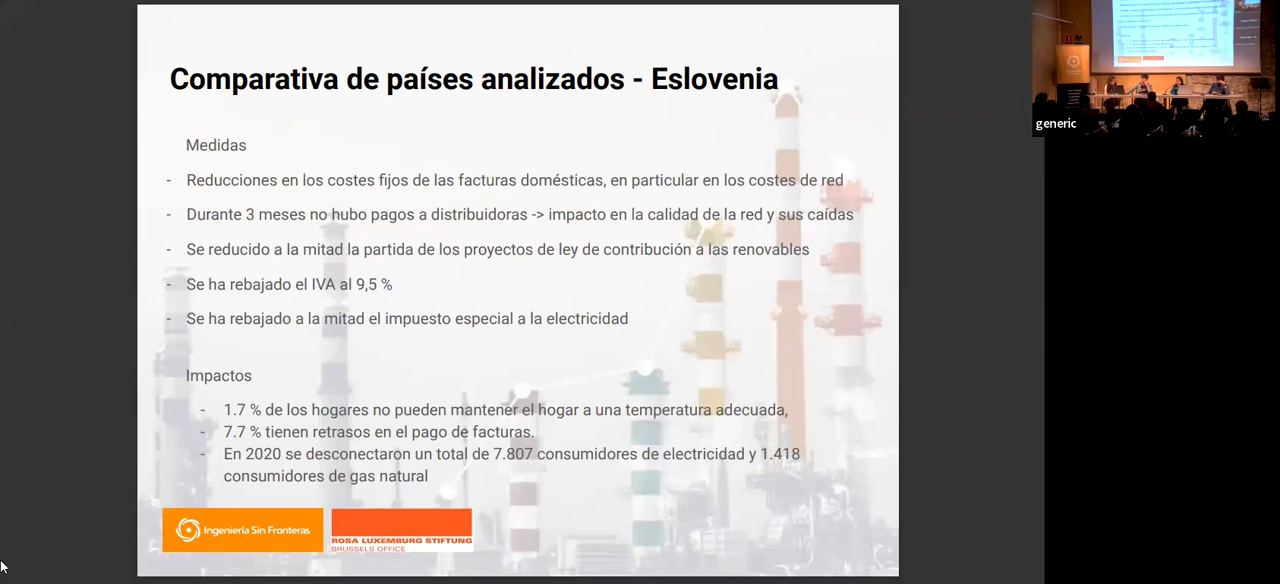 Comparativa de países analizados - Eslovenia
Medidas
- Reducciones en los costes fijos de las facturas domésticas, en particular en los costes de red
- Durante 3 meses no hubo pagos a distribuidoras -> impacto en la calidad de la red y sus caídas
- Se reducido a la mitad la partida de los proyectos de ley de contribución a las renovables
- Se ha rebajado el IVA al 9,5 %
- Se ha rebajado a la mitad el impuesto especial a la electricidad
Impactos
- 1.7 % de los hogares no pueden mantener el hogar a una temperatura adecuada,
- 7.7 % tienen retrasos en el pago de facturas.
- En 2020 se desconectaron un total de 7.807 consumidores de electricidad y 1.418
consumidores de gas natural
Ingeniería Sin Fronteras
ROSA LUXEMBURG STIFTUNG
BRUSSELS OFFICE
generic